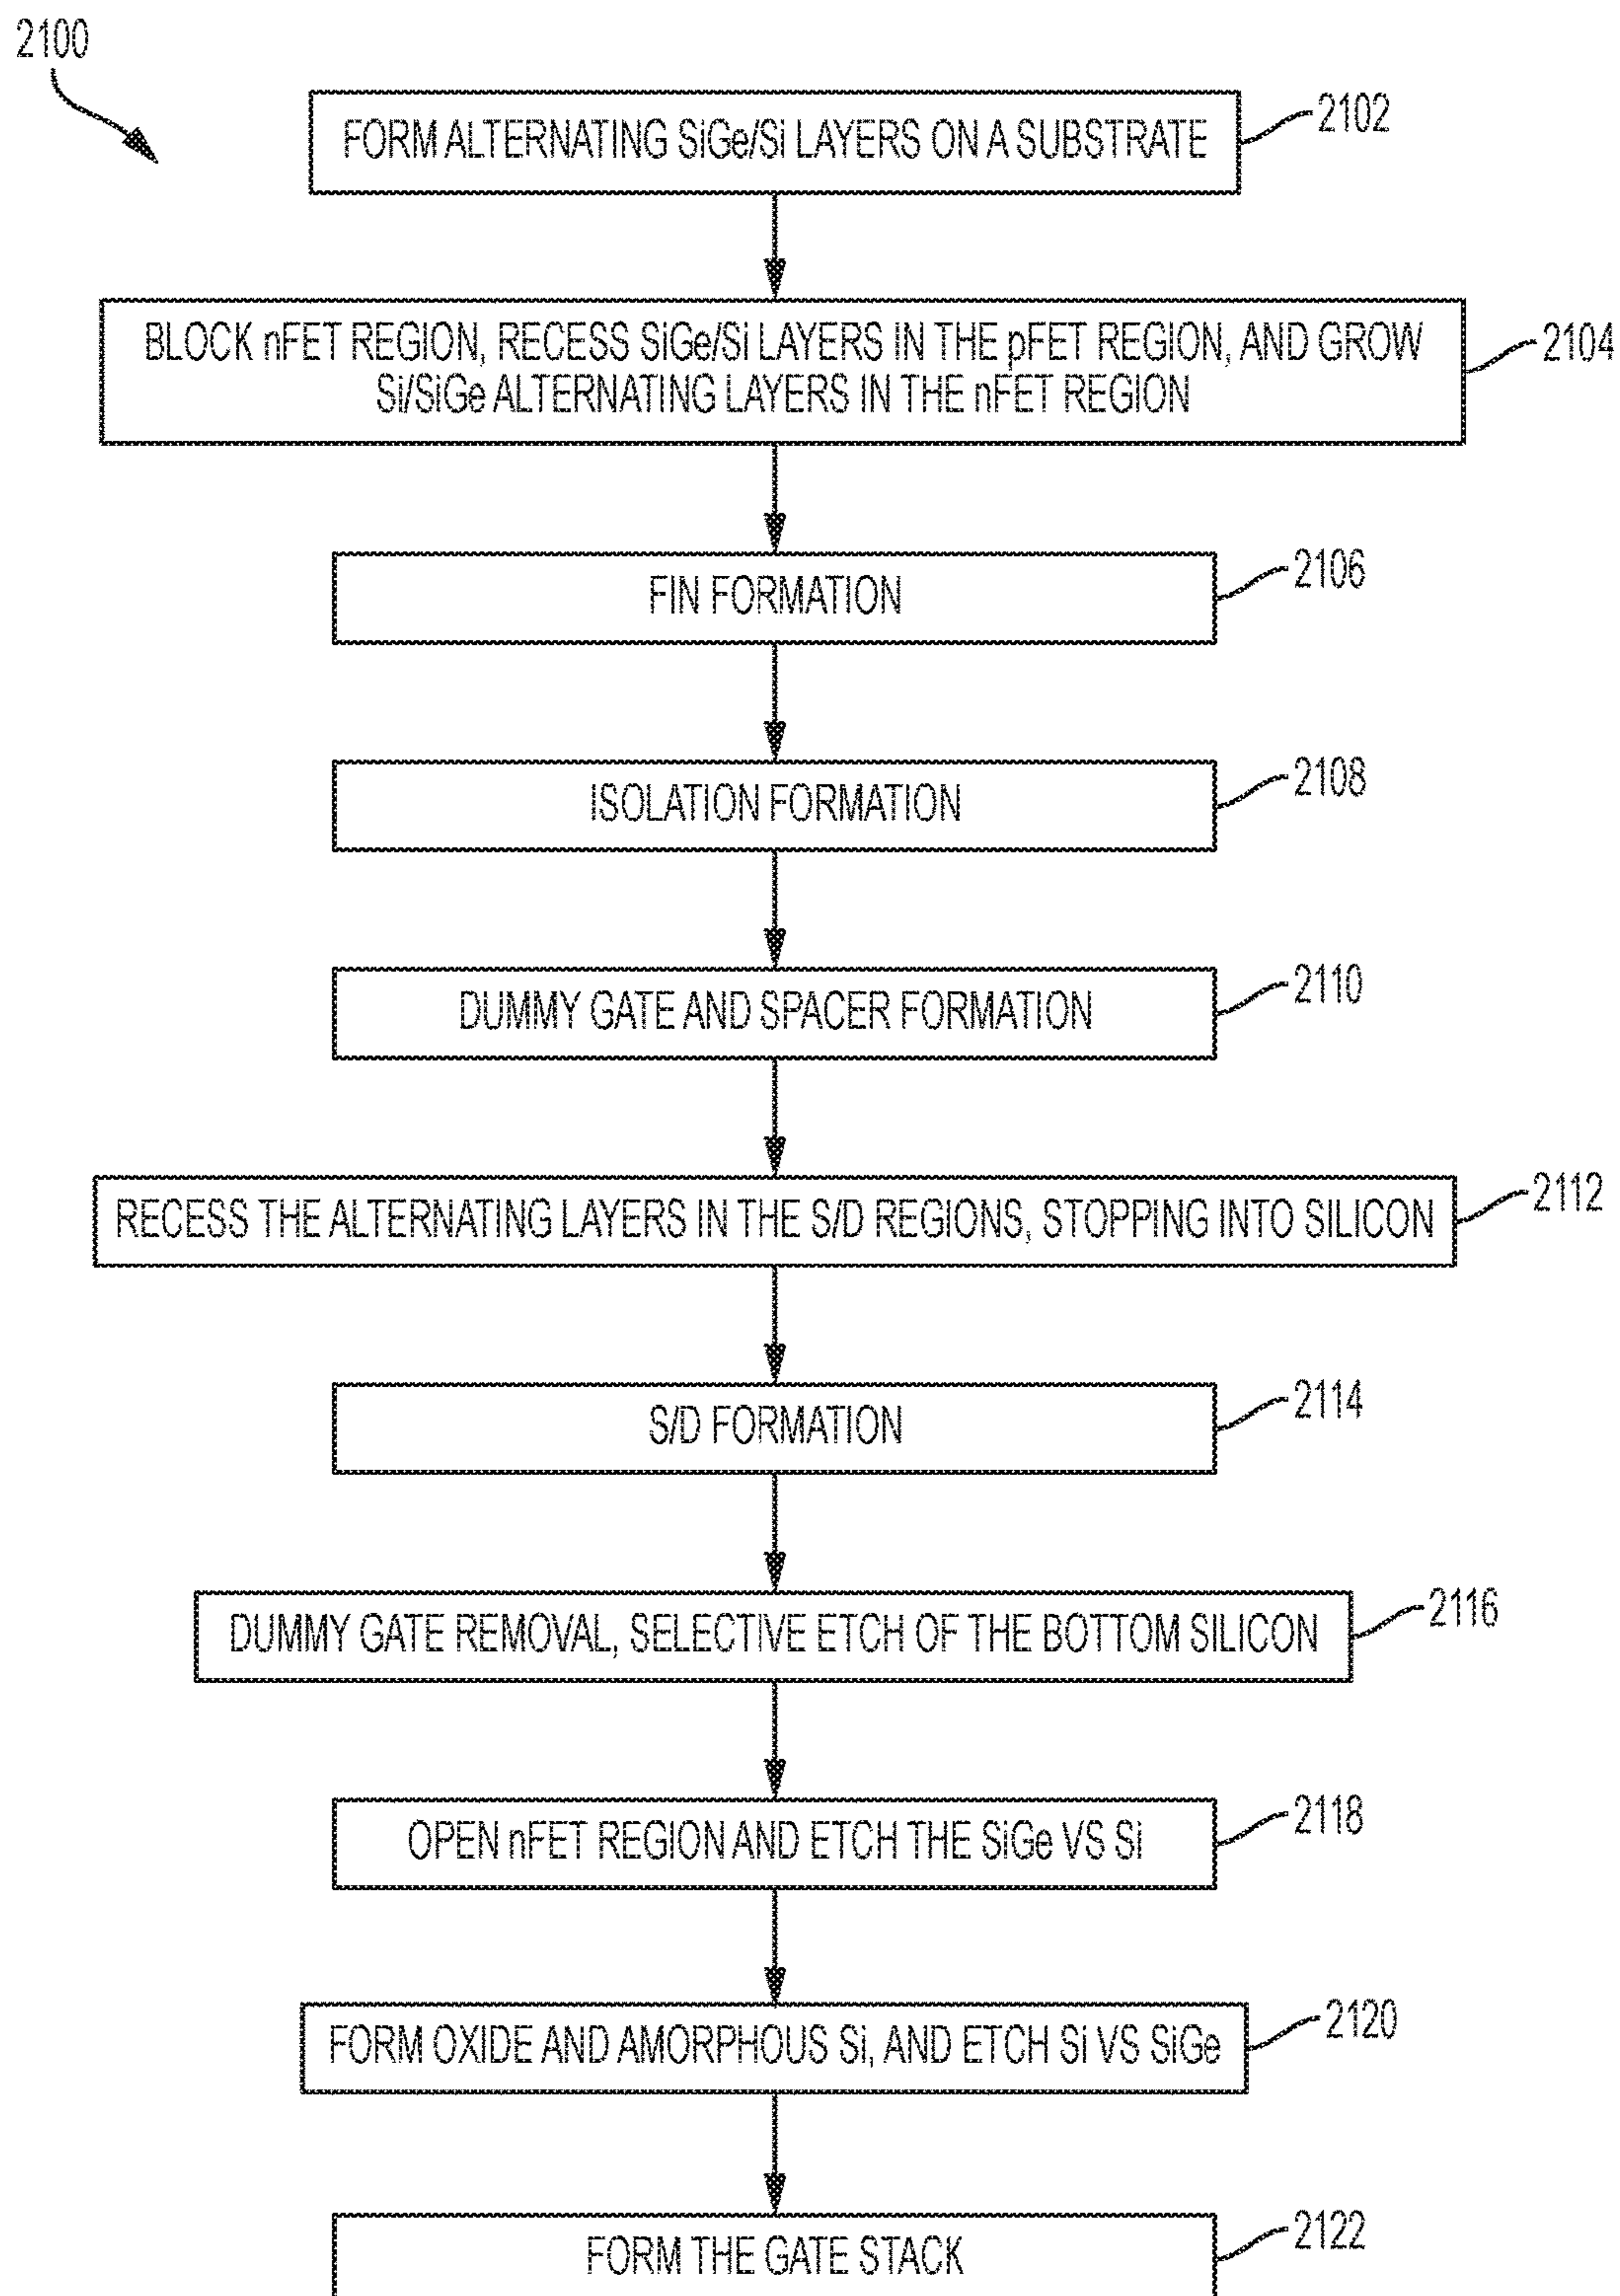 2100
FORM ALTERNATING SiGe/Si LAYERS ON A SUBSTRATE
2102
BLOCK nFET REGION, RECESS SiGe/Si LAYERS IN THE pFET REGION, AND GROW
Si/SiGe ALTERNATING LAYERS IN THE nFET REGION
2104
FIN FORMATION
2106
ISOLATION FORMATION
2108
DUMMY GATE AND SPACER FORMATION
2110
RECESS THE ALTERNATING LAYERS IN THE S/D REGIONS, STOPPING INTO SILICON
2112
S/D FORMATION
2114
DUMMY GATE REMOVAL, SELECTIVE ETCH OF THE BOTTOM SILICON
2116
OPEN nFET REGION AND ETCH THE SiGe VS Si
2118
FORM OXIDE AND AMORPHOUS Si, AND ETCH Si VS SiGe
2120
FORM THE GATE STACK
2122